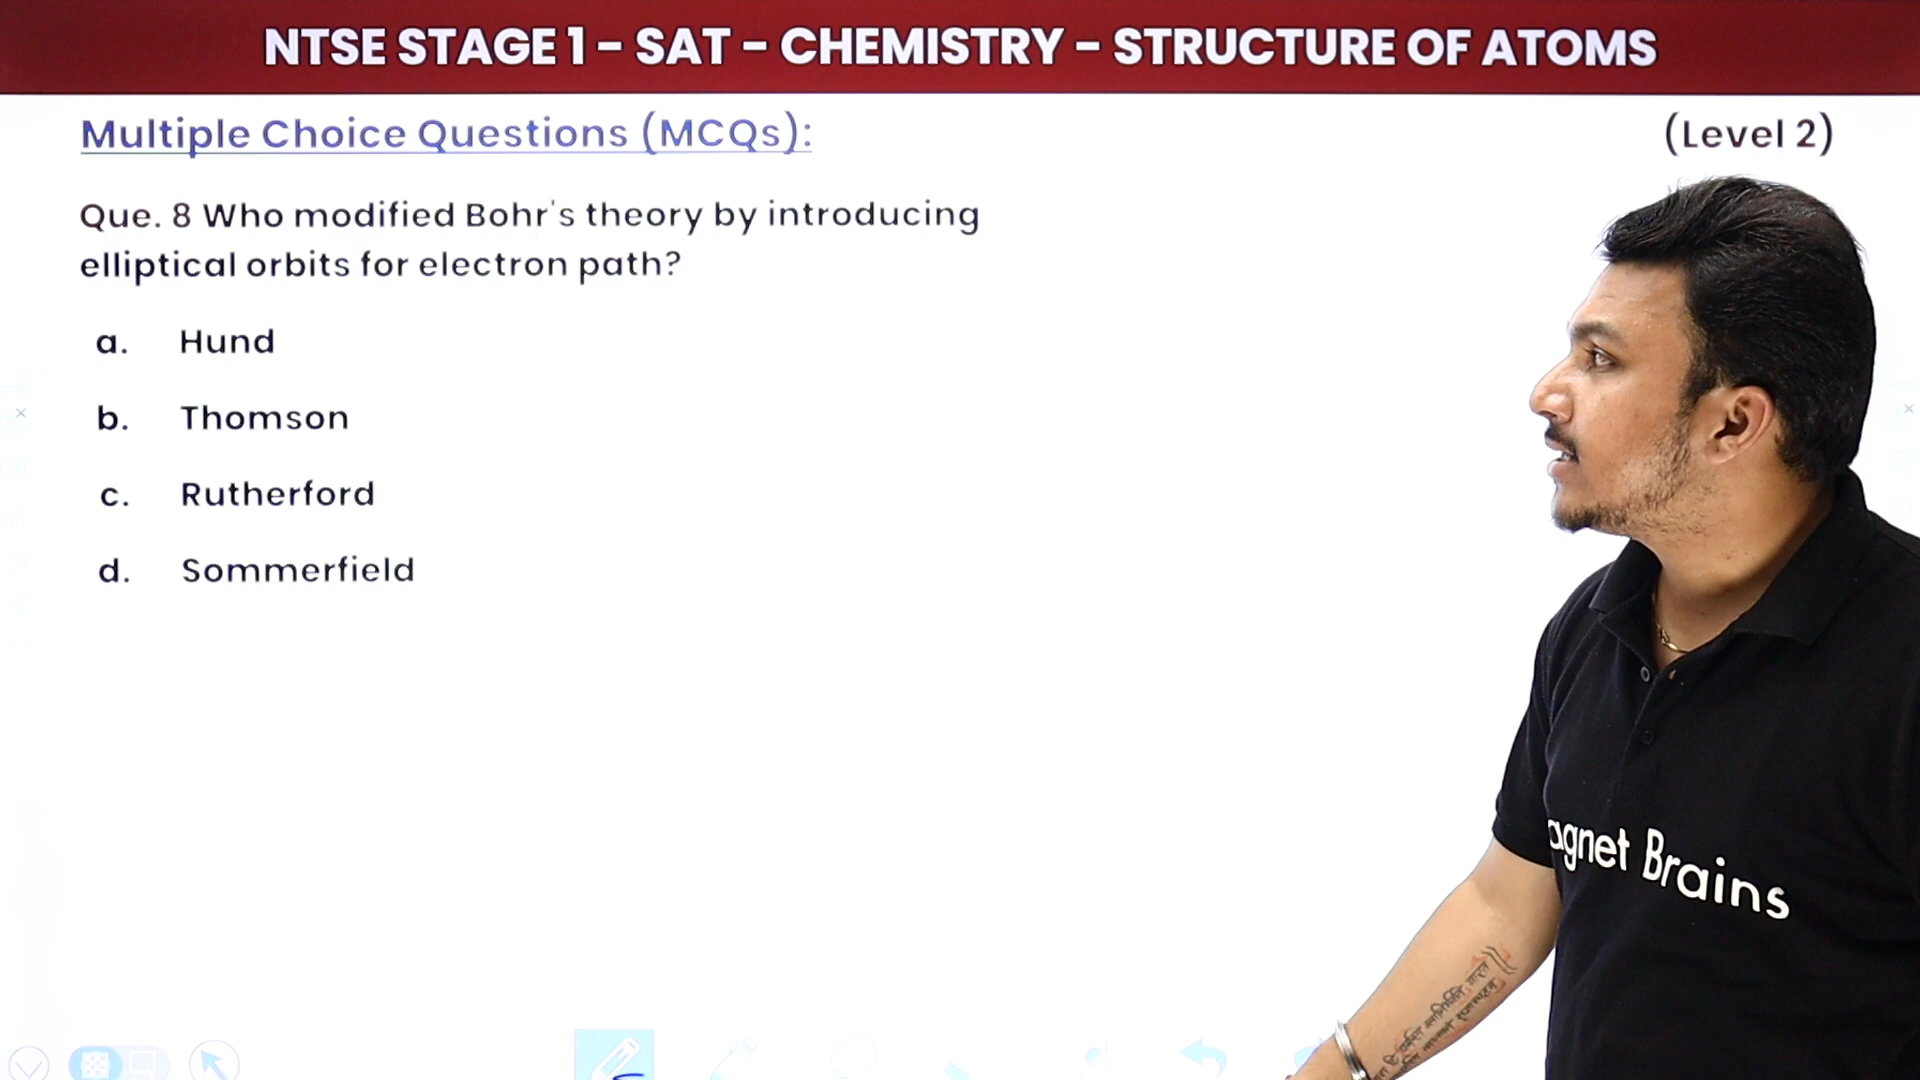 NTSE STAGE 1 – SAT – CHEMISTRY – STRUCTURE OF ATOMS
Multiple Choice Questions (MCQs):
(Level 2)
Que. 8 Who modified Bohr's theory by introducing
elliptical orbits for electron path?
a. Hund
b. Thomson
c. Rutherford
d. Sommerfield
agnet Brains